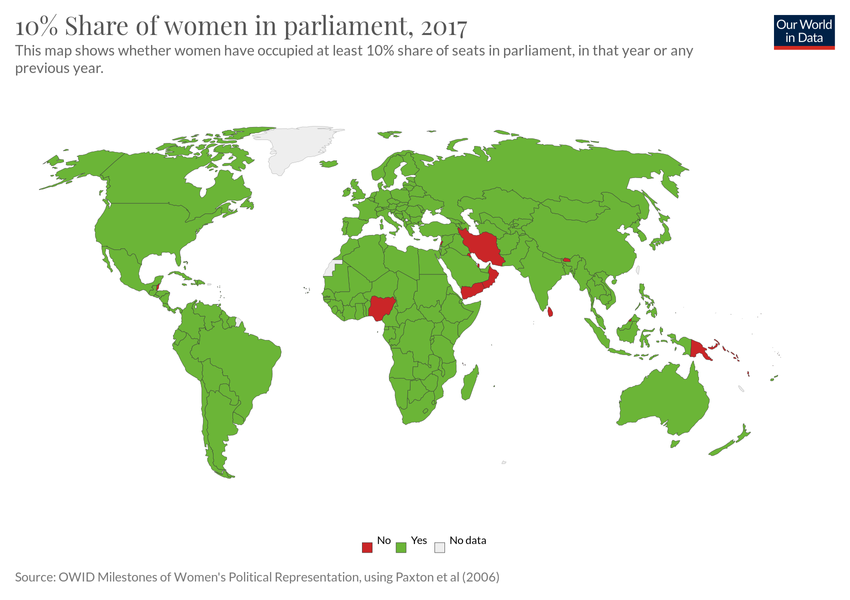 10% Share of women in parliament, 2017
Our World
in Data
This map shows whether women have occupied at least 10% share of seats in parliament, in that year or any
previous year.
No
Yes
No data
Source: OWID Milestones of Women's Political Representation, using Paxton et al (2006)